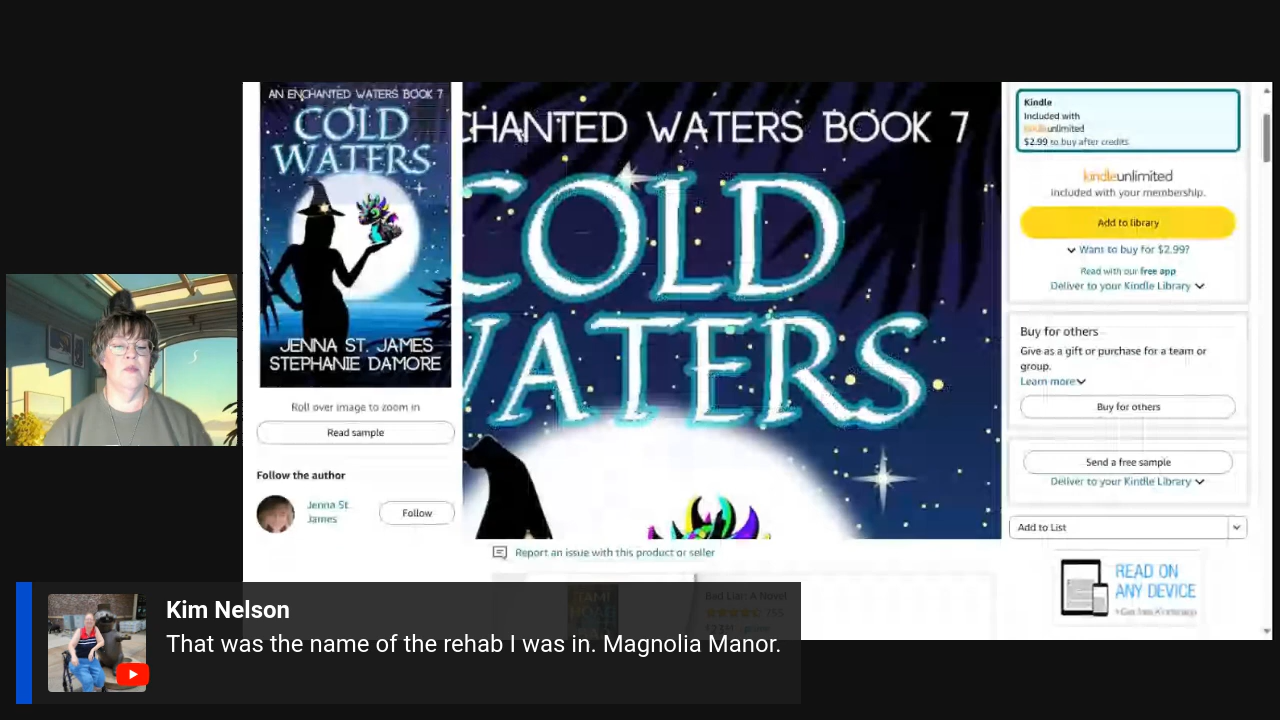 AN ENCHANTED WATERS BOOK 7
COLD
WATERS
JENNA ST. JAMES
STEPHANIE DAMORE
Roll over image to zoom in
Read sample
Follow the author
Jenna St.
James
Follow
CHANTED WATERS BOOK 7
COLD
WATERS
Report an issue with this product or seller
TAMI
HOAG
Bad Liar: A Novel
755
Kindle
Included with
kindleunlimited
$2.99 to buy after credits
kindleunlimited
Included with your membership.
Add to library
Want to buy for $2.99?
Read with our free app
Deliver to your Kindle Library
Buy for others
Give as a gift or purchase for a team or
group.
Learn more
Buy for others
Send a free sample
Deliver to your Kindle Library
Add to List
READ ON
ANY DEVICE
Kim Nelson
That was the name of the rehab I was in. Magnolia Manor.